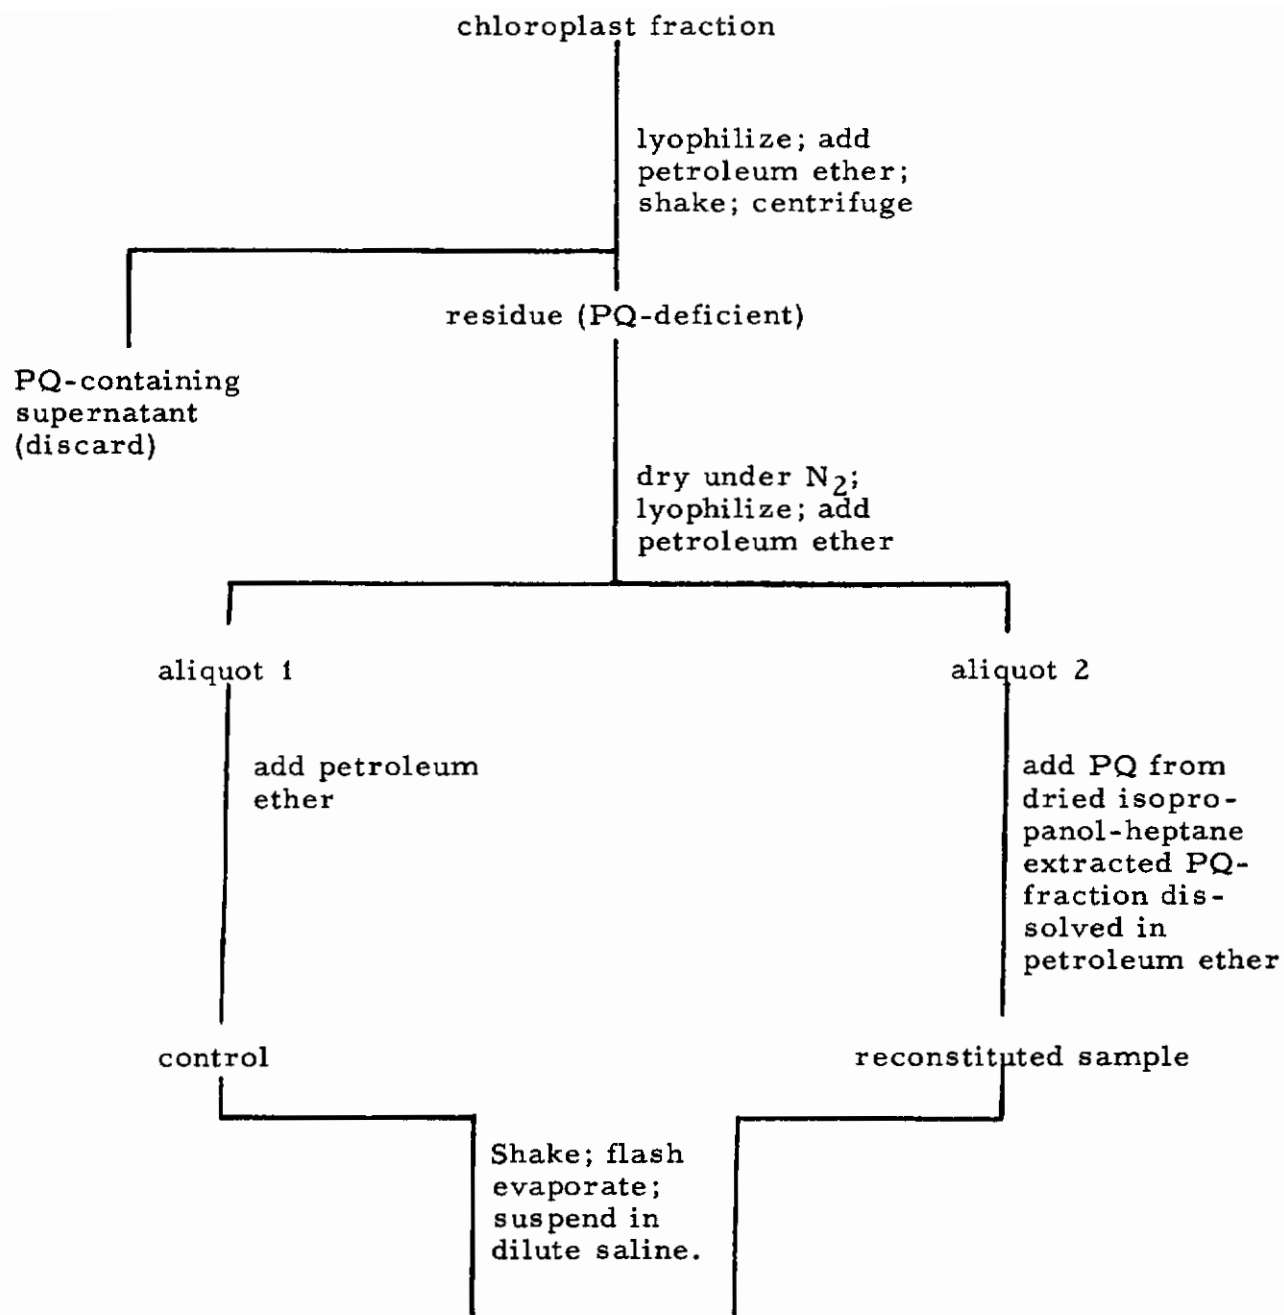 chloroplast fraction
lyophilize; add
petroleum ether;
shake; centrifuge
residue (PQ-deficient)
PQ-containing
supernatant
(discard)
dry under N2;
lyophilize; add
petroleum ether
aliquot 1
aliquot 2
add petroleum
ether
add PQ from
dried isopro-
panol-heptane
extracted PQ-
fraction dis-
solved in
petroleum ether
control
reconstituted sample
Shake; flash
evaporate;
suspend in
dilute saline.